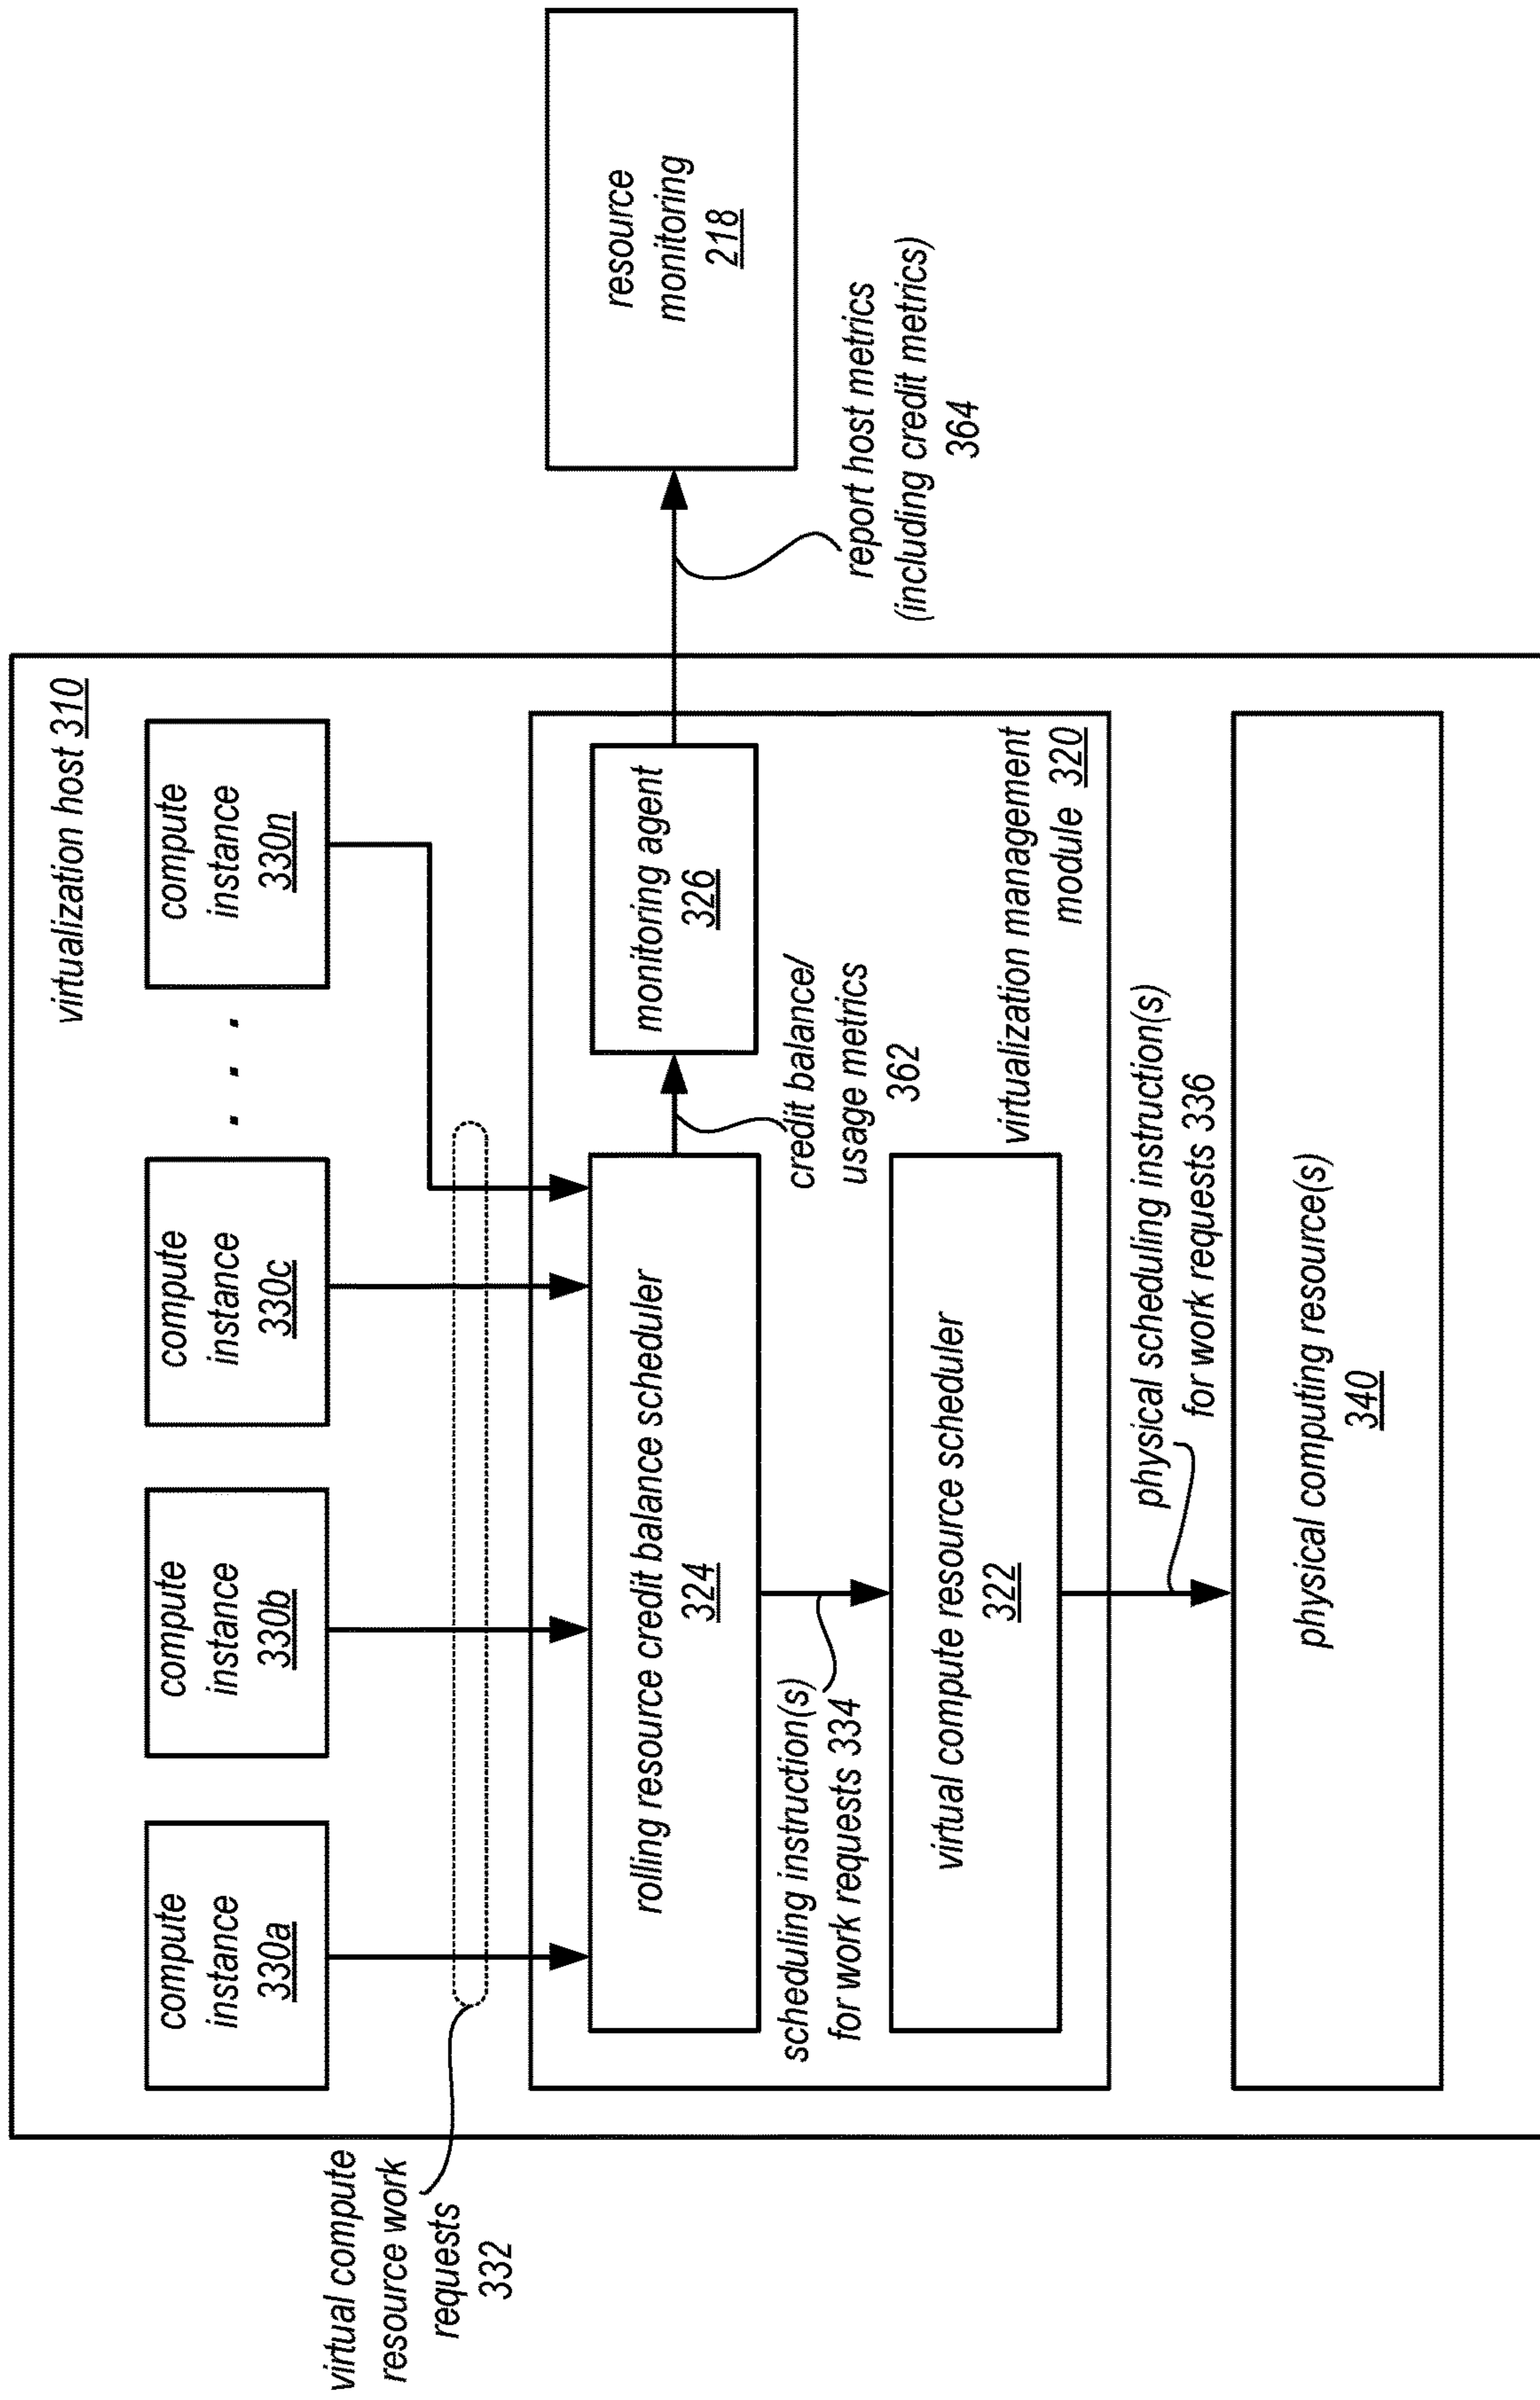 virtualization host 310
compute
instance
330a
compute
instance
330b
compute
instance
330c
. . .
compute
instance
330n
virtual compute
resource work
requests
332
rolling resource credit balance scheduler
324
monitoring agent
326
resource
monitoring
218
credit balance/
usage metrics
362
report host metrics
(including credit metrics)
364
scheduling instruction(s)
for work requests 334
virtual compute resource scheduler
322
virtualization management
module 320
physical scheduling instruction(s)
for work requests 336
physical computing resource(s)
340